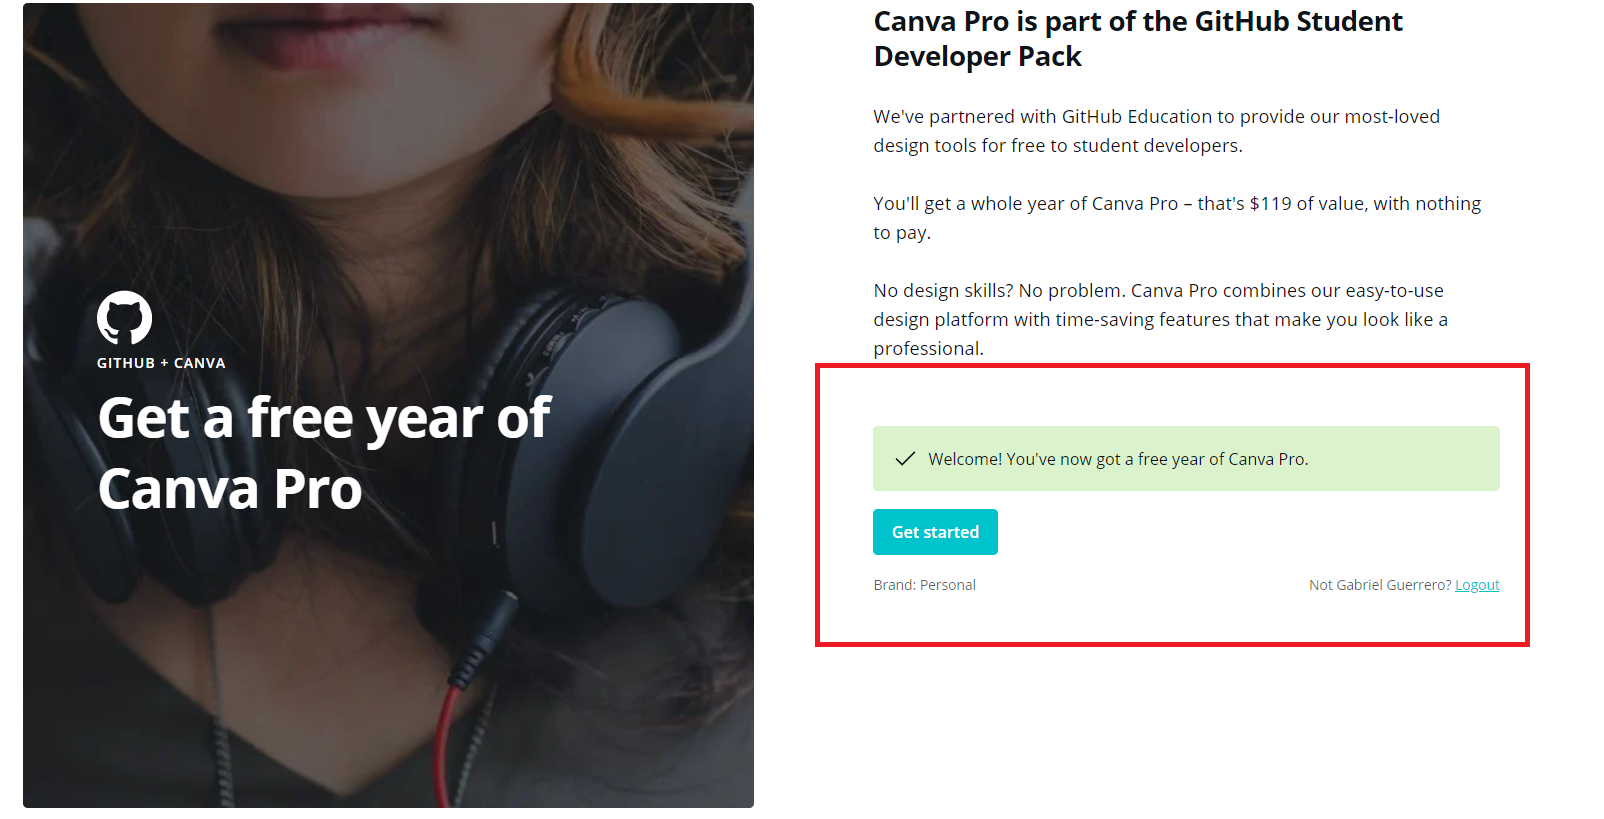 GITHUB + CANVA
Get a free year of
Canva Pro
Canva Pro is part of the GitHub Student
Developer Pack
We've partnered with GitHub Education to provide our most-loved
design tools for free to student developers.
You'll get a whole year of Canva Pro – that's $119 of value, with nothing
to pay.
No design skills? No problem. Canva Pro combines our easy-to-use
design platform with time-saving features that make you look like a
professional.
Welcome! You've now got a free year of Canva Pro.
Get started
Brand: Personal
Not Gabriel Guerrero? Logout